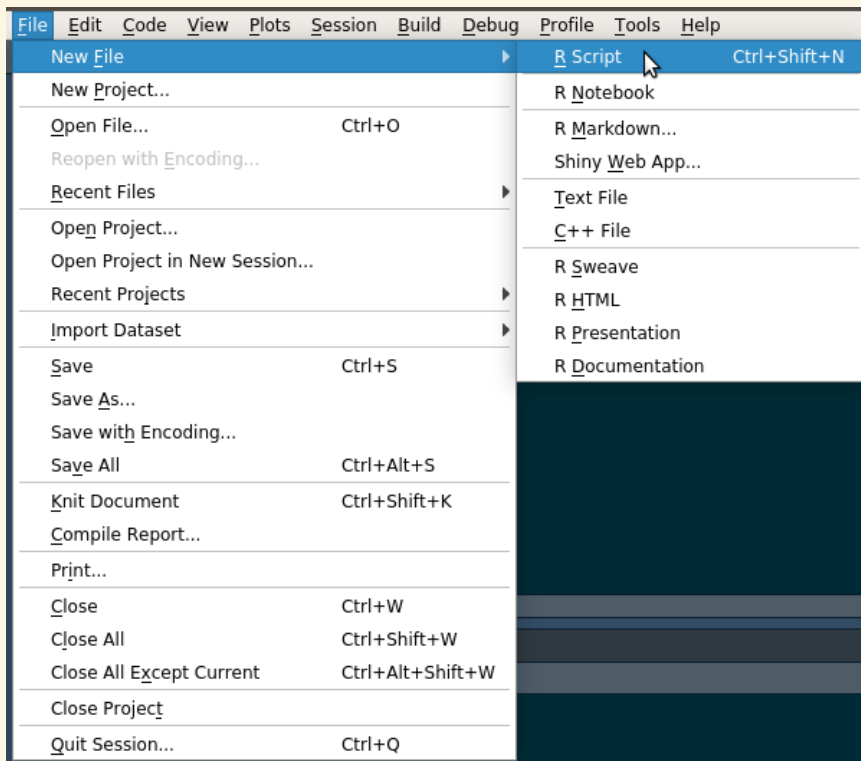 File Edit Code View Plots Session Build Debug Profile Tools Help
New File
New Project...
Open File... Ctrl+O
Reopen with Encoding...
Recent Files
Open Project...
Open Project in New Session...
Recent Projects
Import Dataset
Save Ctrl+S
Save As...
Save with Encoding...
Save All Ctrl+Alt+S
Knit Document Ctrl+Shift+K
Compile Report...
Print...
Close Ctrl+W
Close All Ctrl+Shift+W
Close All Except Current Ctrl+Alt+Shift+W
Close Project
Quit Session... Ctrl+Q
R Script Ctrl+Shift+N
R Notebook
R Markdown...
Shiny Web App...
Text File
C++ File
R Sweave
R HTML
R Presentation
R Documentation